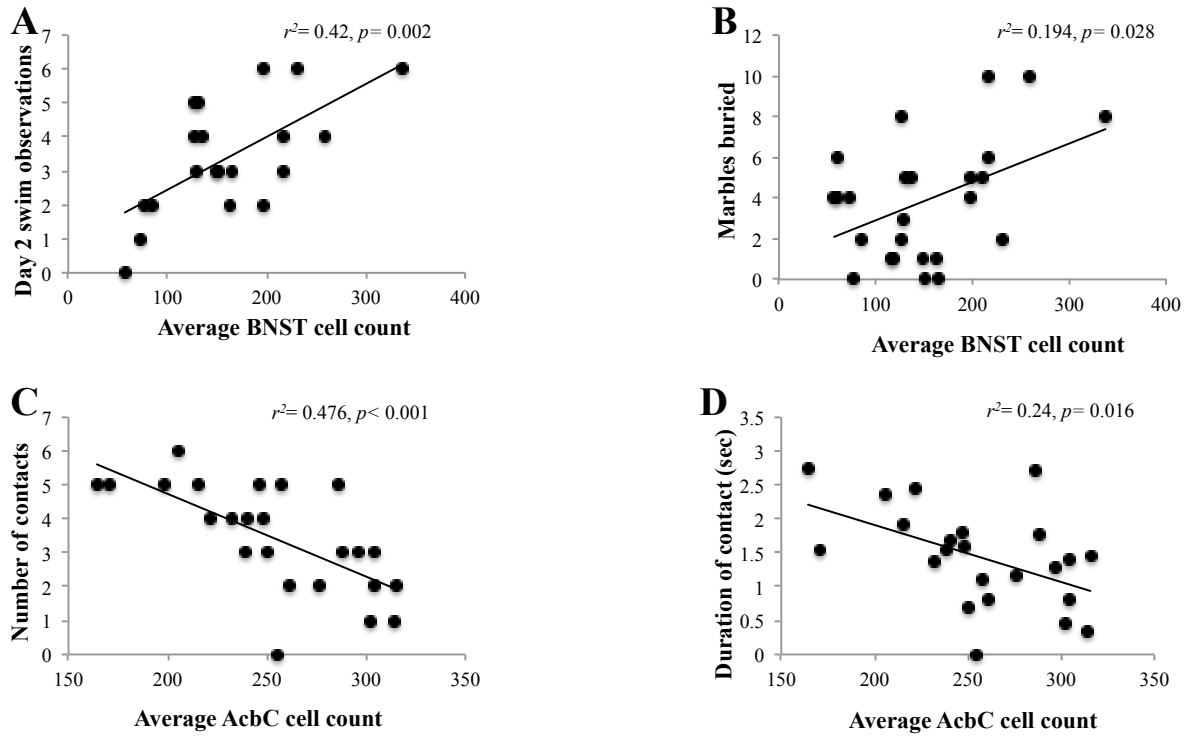 A
r²= 0.42, p= 0.002
Day 2 swim observations
7
6
5
4
3
2
1
0
0 100 200 300 400
Average BNST cell count
B
r²= 0.194, p= 0.028
Marbles buried
12
10
8
6
4
2
0
0 100 200 300 400
Average BNST cell count
C
r²= 0.476, p< 0.001
Number of contacts
7
6
5
4
3
2
1
0
150 200 250 300 350
Average AcbC cell count
D
r²= 0.24, p= 0.016
Duration of contact (sec)
3.5
3
2.5
2
1.5
1
0.5
0
150 200 250 300 350
Average AcbC cell count